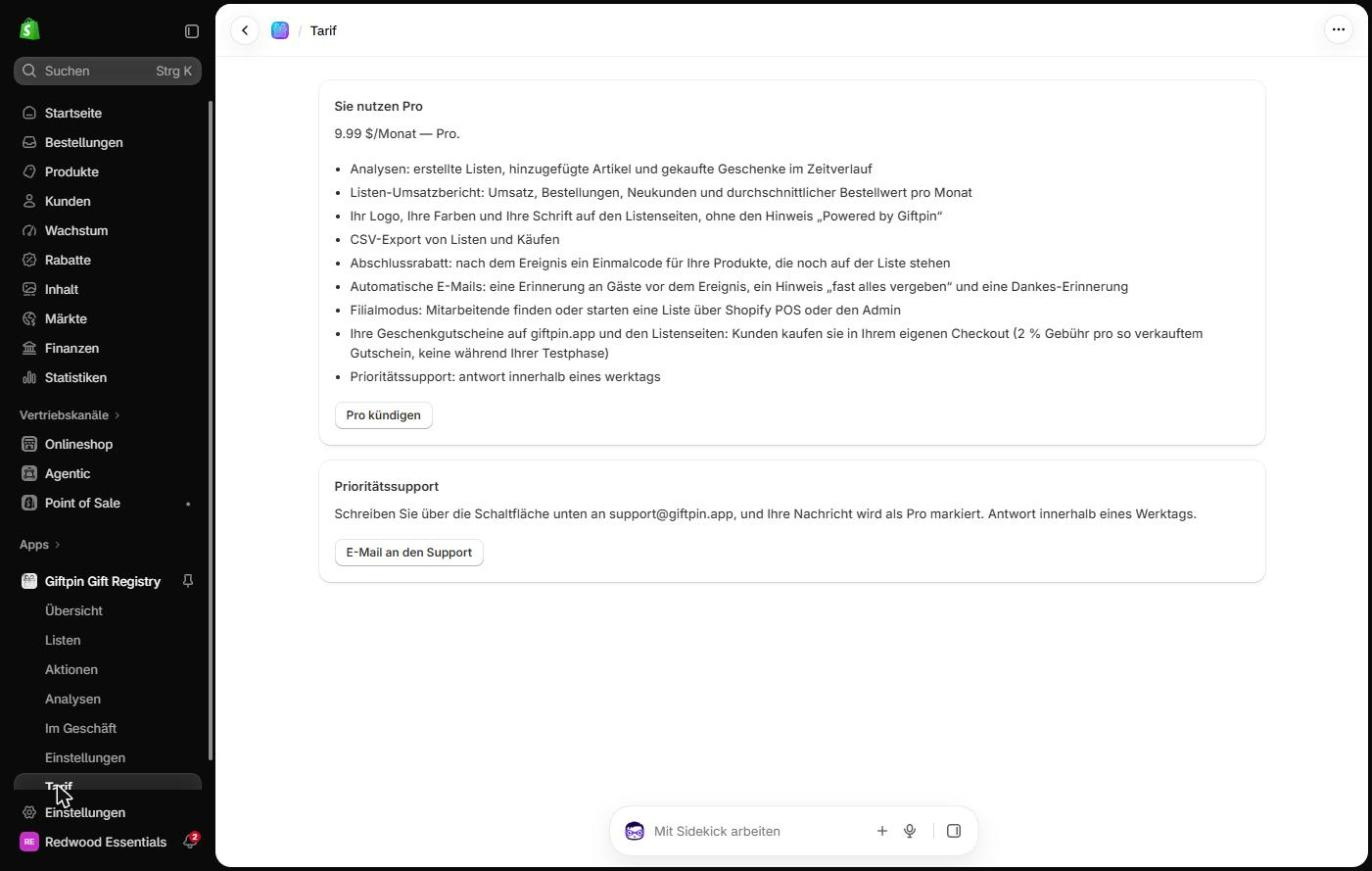 Suchen Strg K
Startseite
Bestellungen
Produkte
Kunden
Wachstum
Rabatte
Inhalt
Märkte
Finanzen
Statistiken
Vertriebskanäle
Onlineshop
Agentic
Point of Sale
Apps
Giftpin Gift Registry
Übersicht
Listen
Aktionen
Analysen
Im Geschäft
Einstellungen
Tarif
Einstellungen
RE Redwood Essentials 2
/ Tarif
Sie nutzen Pro
9.99 $/Monat — Pro.
• Analysen: erstellte Listen, hinzugefügte Artikel und gekaufte Geschenke im Zeitverlauf
• Listen-Umsatzbericht: Umsatz, Bestellungen, Neukunden und durchschnittlicher Bestellwert pro Monat
• Ihr Logo, Ihre Farben und Ihre Schrift auf den Listenseiten, ohne den Hinweis „Powered by Giftpin“
• CSV-Export von Listen und Käufen
• Abschlussrabatt: nach dem Ereignis ein Einmalcode für Ihre Produkte, die noch auf der Liste stehen
• Automatische E-Mails: eine Erinnerung an Gäste vor dem Ereignis, ein Hinweis „fast alles vergeben“ und eine Dankes-Erinnerung
• Filialmodus: Mitarbeitende finden oder starten eine Liste über Shopify POS oder den Admin
• Ihre Geschenkgutscheine auf giftpin.app und den Listenseiten: Kunden kaufen sie in Ihrem eigenen Checkout (2 % Gebühr pro so verkauftem
Gutschein, keine während Ihrer Testphase)
• Prioritätssupport: antwort innerhalb eines werktags
Pro kündigen
Prioritätssupport
Schreiben Sie über die Schaltfläche unten an support@giftpin.app, und Ihre Nachricht wird als Pro markiert. Antwort innerhalb eines Werktags.
E-Mail an den Support
Mit Sidekick arbeiten